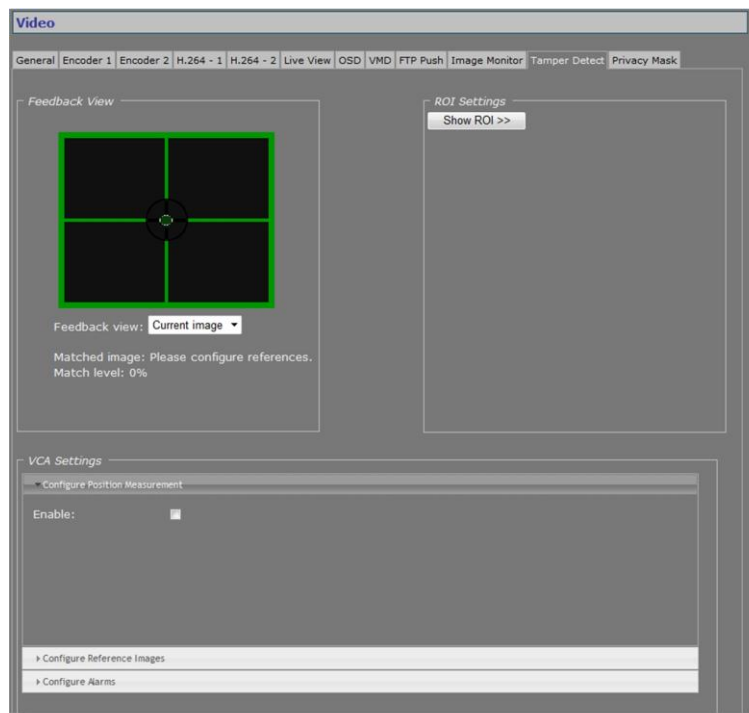 Video
General Encoder 1 Encoder 2 H.264 - 1 H.264 - 2 Live View OSD VMD FTP Push Image Monitor Tamper Detect Privacy Mask
Feedback View
Feedback view: Current image
Matched image: Please configure references.
Match level: 0%
ROI Settings
Show ROI >>
VCA Settings
Configure Position Measurement
Enable:
Configure Reference Images
Configure Alarms